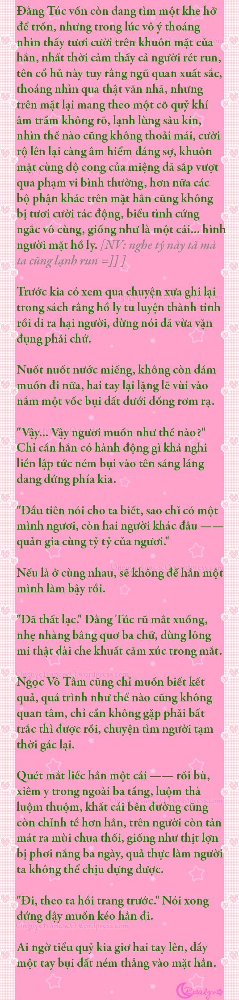 Đằng Túc vốn còn đang tìm một khe hở
để trốn, nhưng trong lúc vô ý thoáng
nhìn thấy tươi cười trên khuôn mặt của
hắn, nhất thời cảm thấy cả người rét run,
tên cổ hủ này tuy rằng ngũ quan xuất sắc,
thoáng nhìn qua thật văn nhã, nhưng
trên mặt lại mang theo một cỗ quỷ khí
âm trầm không rõ, lạnh lùng sâu kín,
nhìn thế nào cũng không thoải mái, cười
rộ lên lại càng âm hiểm đáng sợ, khuôn
mặt cùng độ cong của miệng đã sắp vượt
qua phạm vi bình thường, hơn nữa các
bộ phận khác trên mặt hắn cũng không
bị tươi cười tác động, biểu tình cứng
ngắc vô cùng, giống như là một cái... hình
người mặt hồ ly. [NV: nghe tỷ này tả mà
ta cũng lạnh run =]] ]
Trước kia có xem qua chuyện xưa ghi lại
trong sách rằng hồ ly tu luyện thành tinh
rồi đi ra hại người, đừng nói đã vừa vặn
đụng phải chứ.
Nuốt nuốt nước miếng, không còn dám
muốn đi nữa, hai tay lại lặng lẽ vùi vào
nắm một vốc bụi đất dưới đống rơm rạ.
"Vậy... Vậy ngươi muốn như thế nào?"
Chỉ cần hắn có hành động gì khả nghi
liền lập tức ném bụi vào tên sáng láng
đang đứng phía kia.
"Đầu tiên nói cho ta biết, sao chỉ có một
mình ngươi, còn hai người khác đâu ——
quản gia cùng tỷ tỷ của ngươi."
Nếu là ở cùng nhau, sẽ không để hắn một
mình làm bậy rồi.
"Đã thất lạc." Đằng Túc rũ mắt xuống,
nhẹ nhàng bâng quơ ba chữ, dùng lông
mi thật dài che khuất cảm xúc trong mắt.
Ngọc Vô Tâm cũng chỉ muốn biết kết
quả, quá trình như thế nào cũng không
quan tâm, chỉ cần không gặp phải bất
trắc thì được rồi, chuyện tìm người tạm
thời gác lại.
Quét mắt liếc hắn một cái —— rối bù,
xiêm y trong ngoài ba tầng, luộm thà
luộm thuộm, khất cái bên đường cũng
còn chỉnh tề hơn hắn, trên người còn tản
mát ra mùi chua thối, giống như thịt lợn
bị phơi nắng ba ngày, quả thực làm người
ta không thể chịu đựng được.
"Đi, theo ta hồi trang trước." Nói xong
đứng dậy muốn kéo hắn đi.
Ai ngờ tiểu quỷ kia giơ hai tay lên, đầy
một tay bụi đất ném thẳng vào mặt hắn.
Rosalyn